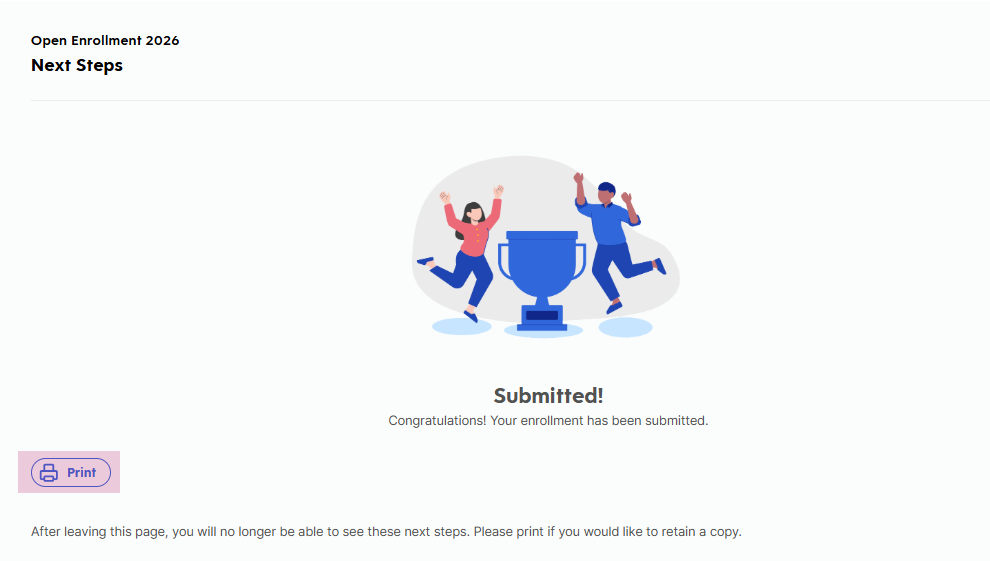 Open Enrollment 2026
Next Steps
Submitted!
Congratulations! Your enrollment has been submitted.
Print
After leaving this page, you will no longer be able to see these next steps. Please print if you would like to retain a copy.